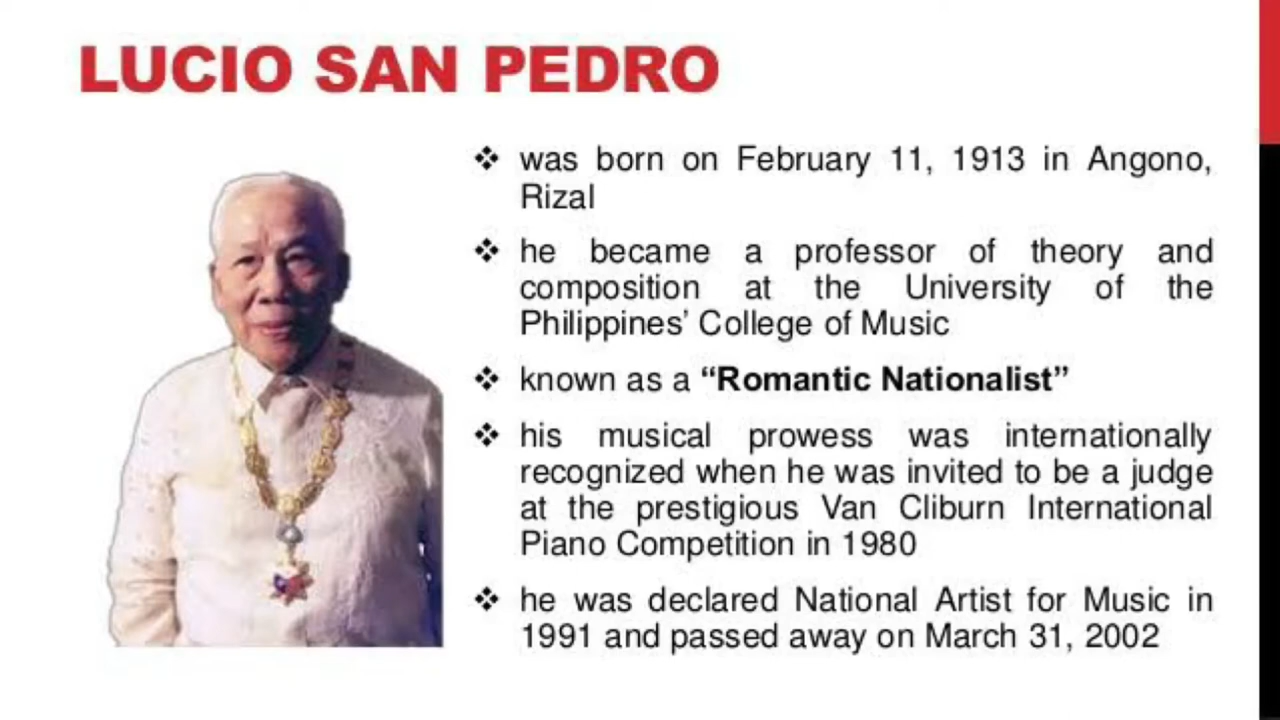 LUCIO SAN PEDRO
❖ was born on February 11, 1913 in Angono,
Rizal
❖ he became a professor of theory and
composition at the University of the
Philippines’ College of Music
❖ known as a “Romantic Nationalist”
❖ his musical prowess was internationally
recognized when he was invited to be a judge
at the prestigious Van Cliburn International
Piano Competition in 1980
❖ he was declared National Artist for Music in
1991 and passed away on March 31, 2002